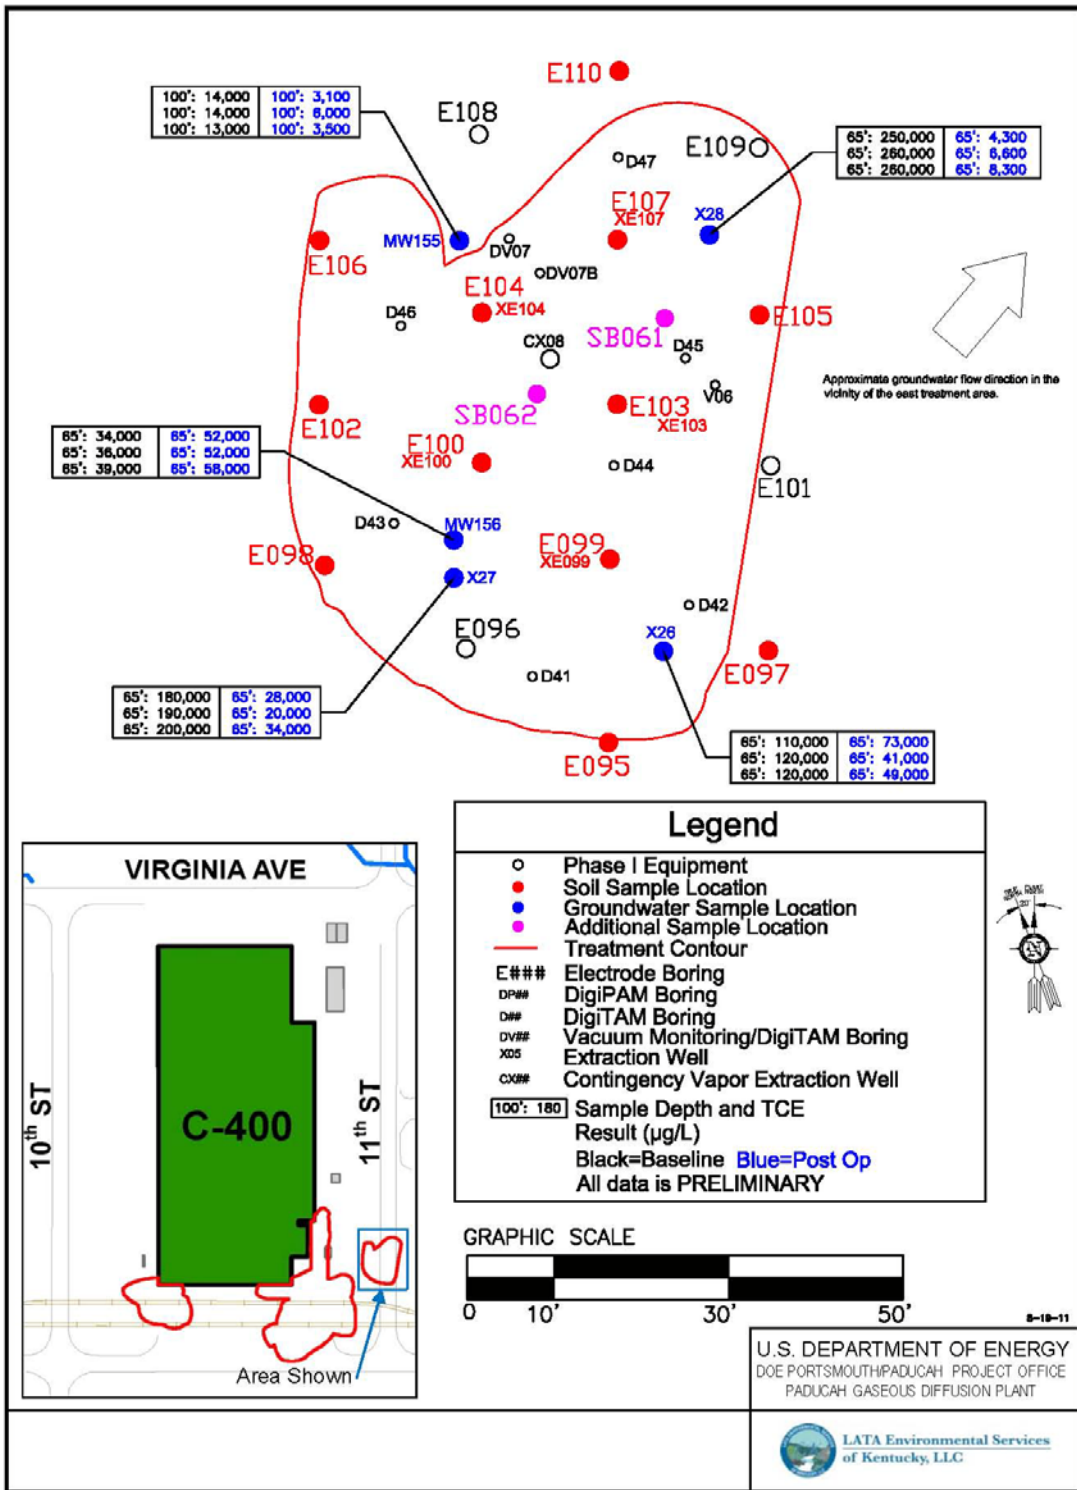 E110
E108
100': 14,000 100': 3,100
100': 14,000 100': 6,000
100': 13,000 100': 3,500
E109
D47
65': 250,000 65': 4,300
65': 260,000 65': 6,600
65': 260,000 65': 8,300
E107
XE107
X28
MW155
DV07
E106
DV07B
E104
XE104
D46
SB061
E105
CX08
D45
V06
Approximate groundwater flow direction in the
vicinity of the east treatment area.
SB062
E102
E103
XE103
65': 34,000 65': 52,000
65': 36,000 65': 52,000
65': 39,000 65': 58,000
E100
XE100
D44
E101
D43
MW156
E098
E099
XE099
X27
D42
E096
X26
E097
D41
65': 180,000 65': 28,000
65': 190,000 65': 20,000
65': 200,000 65': 34,000
E095
65': 110,000 65': 73,000
65': 120,000 65': 41,000
65': 120,000 65': 49,000
Legend
Phase I Equipment
Soil Sample Location
Groundwater Sample Location
Additional Sample Location
Treatment Contour
E### Electrode Boring
DP## DigiPAM Boring
D## DigiTAM Boring
DV## Vacuum Monitoring/DigiTAM Boring
X05 Extraction Well
CX## Contingency Vapor Extraction Well
100': 180 Sample Depth and TCE
Result (µg/L)
Black=Baseline Blue=Post Op
All data is PRELIMINARY
VIRGINIA AVE
10th ST
C-400
11th ST
Area Shown
N
GRAPHIC SCALE
0 10' 30' 50'
U.S. DEPARTMENT OF ENERGY
DOE PORTSMOUTH/PADUCAH PROJECT OFFICE
PADUCAH GASEOUS DIFFUSION PLANT
LATA Environmental Services
of Kentucky, LLC